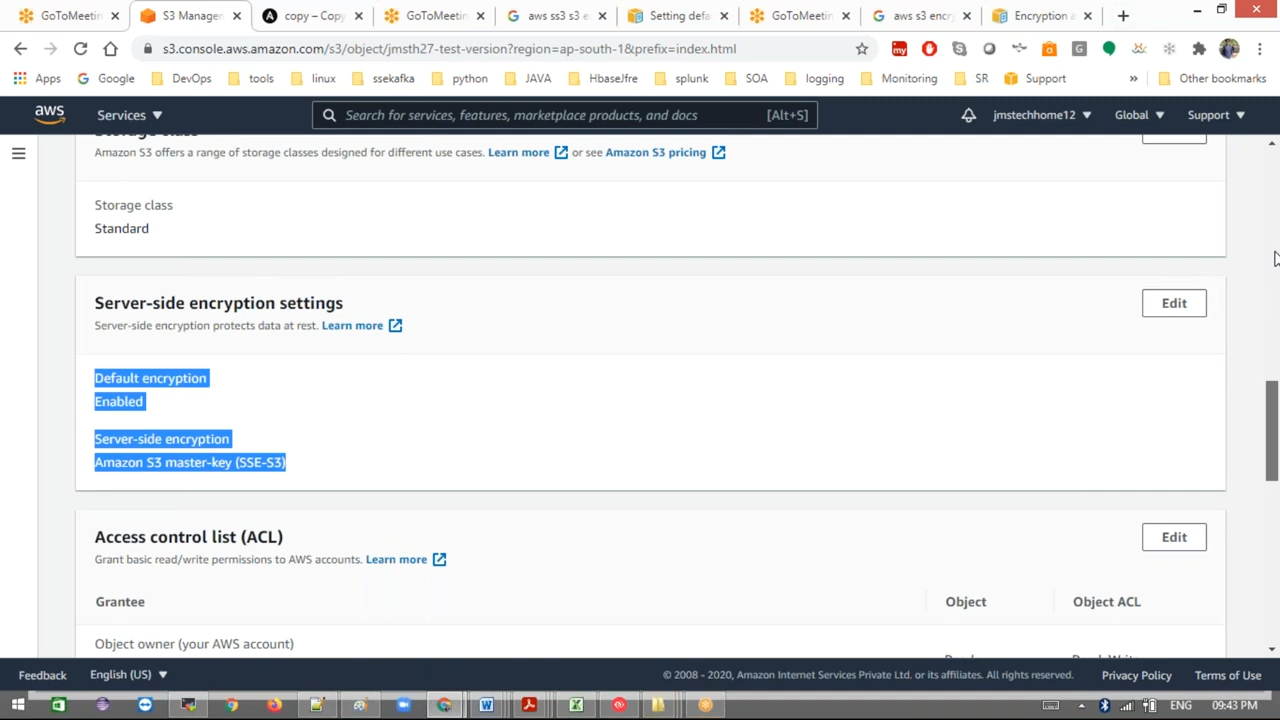 GoToMeetin
S3 Manager
copy – Copy
GoToMeetin
aws ss3 s3 e
Setting defa
GoToMeetin
aws s3 encry
Encryption a
s3.console.aws.amazon.com/s3/object/jmsth27-test-version?region=ap-south-1&prefix=index.html
Apps
Google
DevOps
tools
linux
ssekafka
python
JAVA
Hbase/fre
splunk
SOA
logging
Monitoring
SR
Support
»
Other bookmarks
aws
Services
Search for services, features, marketplace products, and docs
[Alt+S]
jmstechhome12
Global
Support
Storage class
Amazon S3 offers a range of storage classes designed for different use cases. Learn more or see Amazon S3 pricing
Storage class
Standard
Server-side encryption settings
Edit
Server-side encryption protects data at rest. Learn more
Default encryption
Enabled
Server-side encryption
Amazon S3 master-key (SSE-S3)
Access control list (ACL)
Edit
Grant basic read/write permissions to AWS accounts. Learn more
Grantee
Object
Object ACL
Object owner (your AWS account)
Feedback
English (US)
© 2008 - 2020, Amazon Internet Services Private Ltd. or its affiliates. All rights reserved.
Privacy Policy
Terms of Use
ENG
09:43 PM